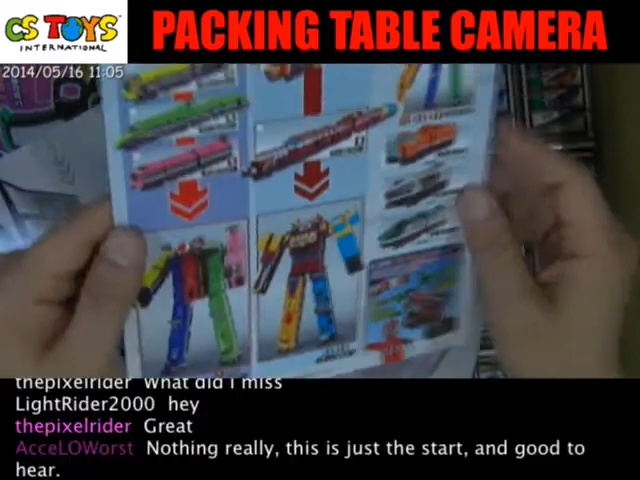 CS TOYS
INTERNATIONAL
PACKING TABLE CAMERA
2014/05/16 11:05
thepixelrider What did I miss
LightRider2000 hey
thepixelrider Great
AcceLOWorst Nothing really, this is just the start, and good to
hear.